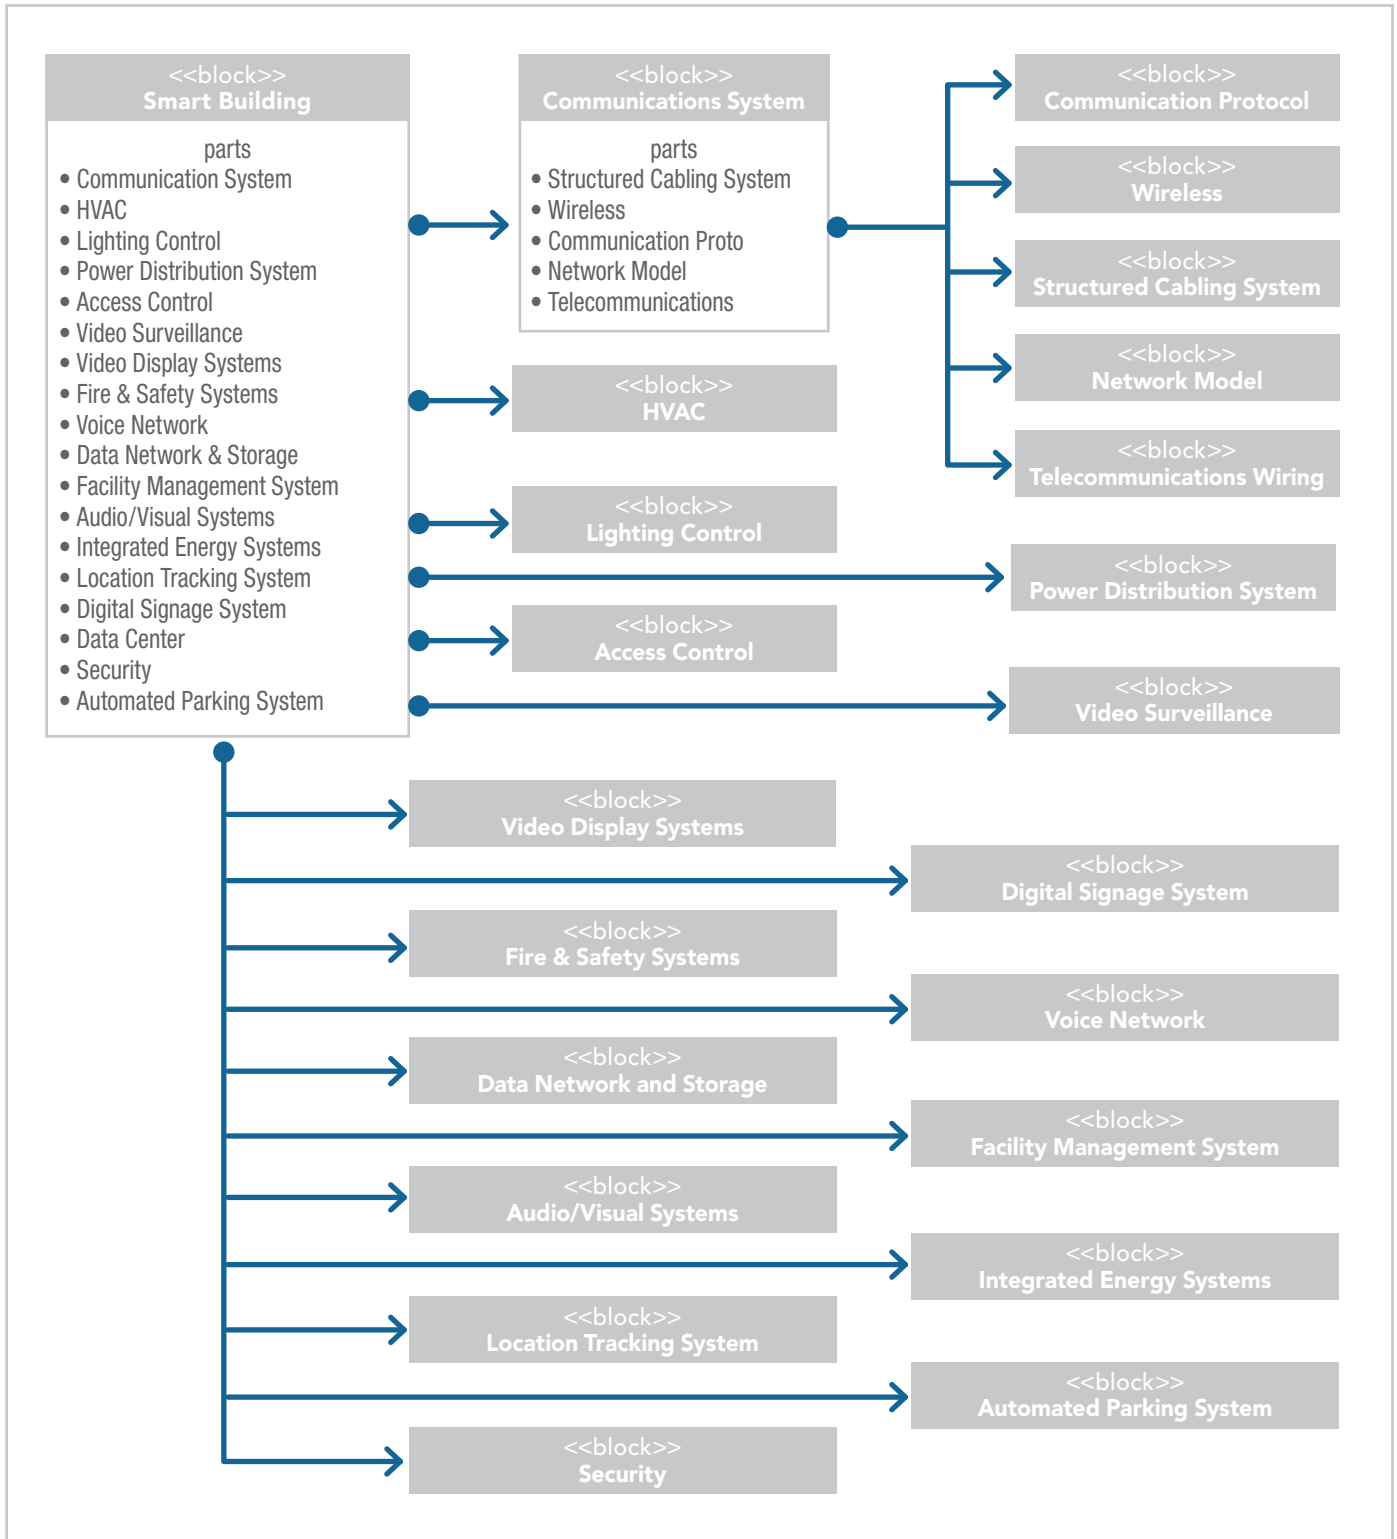 <<block>>
Smart Building
parts
• Communication System
• HVAC
• Lighting Control
• Power Distribution System
• Access Control
• Video Surveillance
• Video Display Systems
• Fire & Safety Systems
• Voice Network
• Data Network & Storage
• Facility Management System
• Audio/Visual Systems
• Integrated Energy Systems
• Location Tracking System
• Digital Signage System
• Data Center
• Security
• Automated Parking System
<<block>>
Communications System
parts
• Structured Cabling System
• Wireless
• Communication Proto
• Network Model
• Telecommunications
<<block>>
Communication Protocol
<<block>>
Wireless
<<block>>
Structured Cabling System
<<block>>
Network Model
<<block>>
Telecommunications Wiring
<<block>>
HVAC
<<block>>
Lighting Control
<<block>>
Power Distribution System
<<block>>
Access Control
<<block>>
Video Surveillance
<<block>>
Video Display Systems
<<block>>
Digital Signage System
<<block>>
Fire & Safety Systems
<<block>>
Voice Network
<<block>>
Data Network and Storage
<<block>>
Facility Management System
<<block>>
Audio/Visual Systems
<<block>>
Integrated Energy Systems
<<block>>
Location Tracking System
<<block>>
Automated Parking System
<<block>>
Security